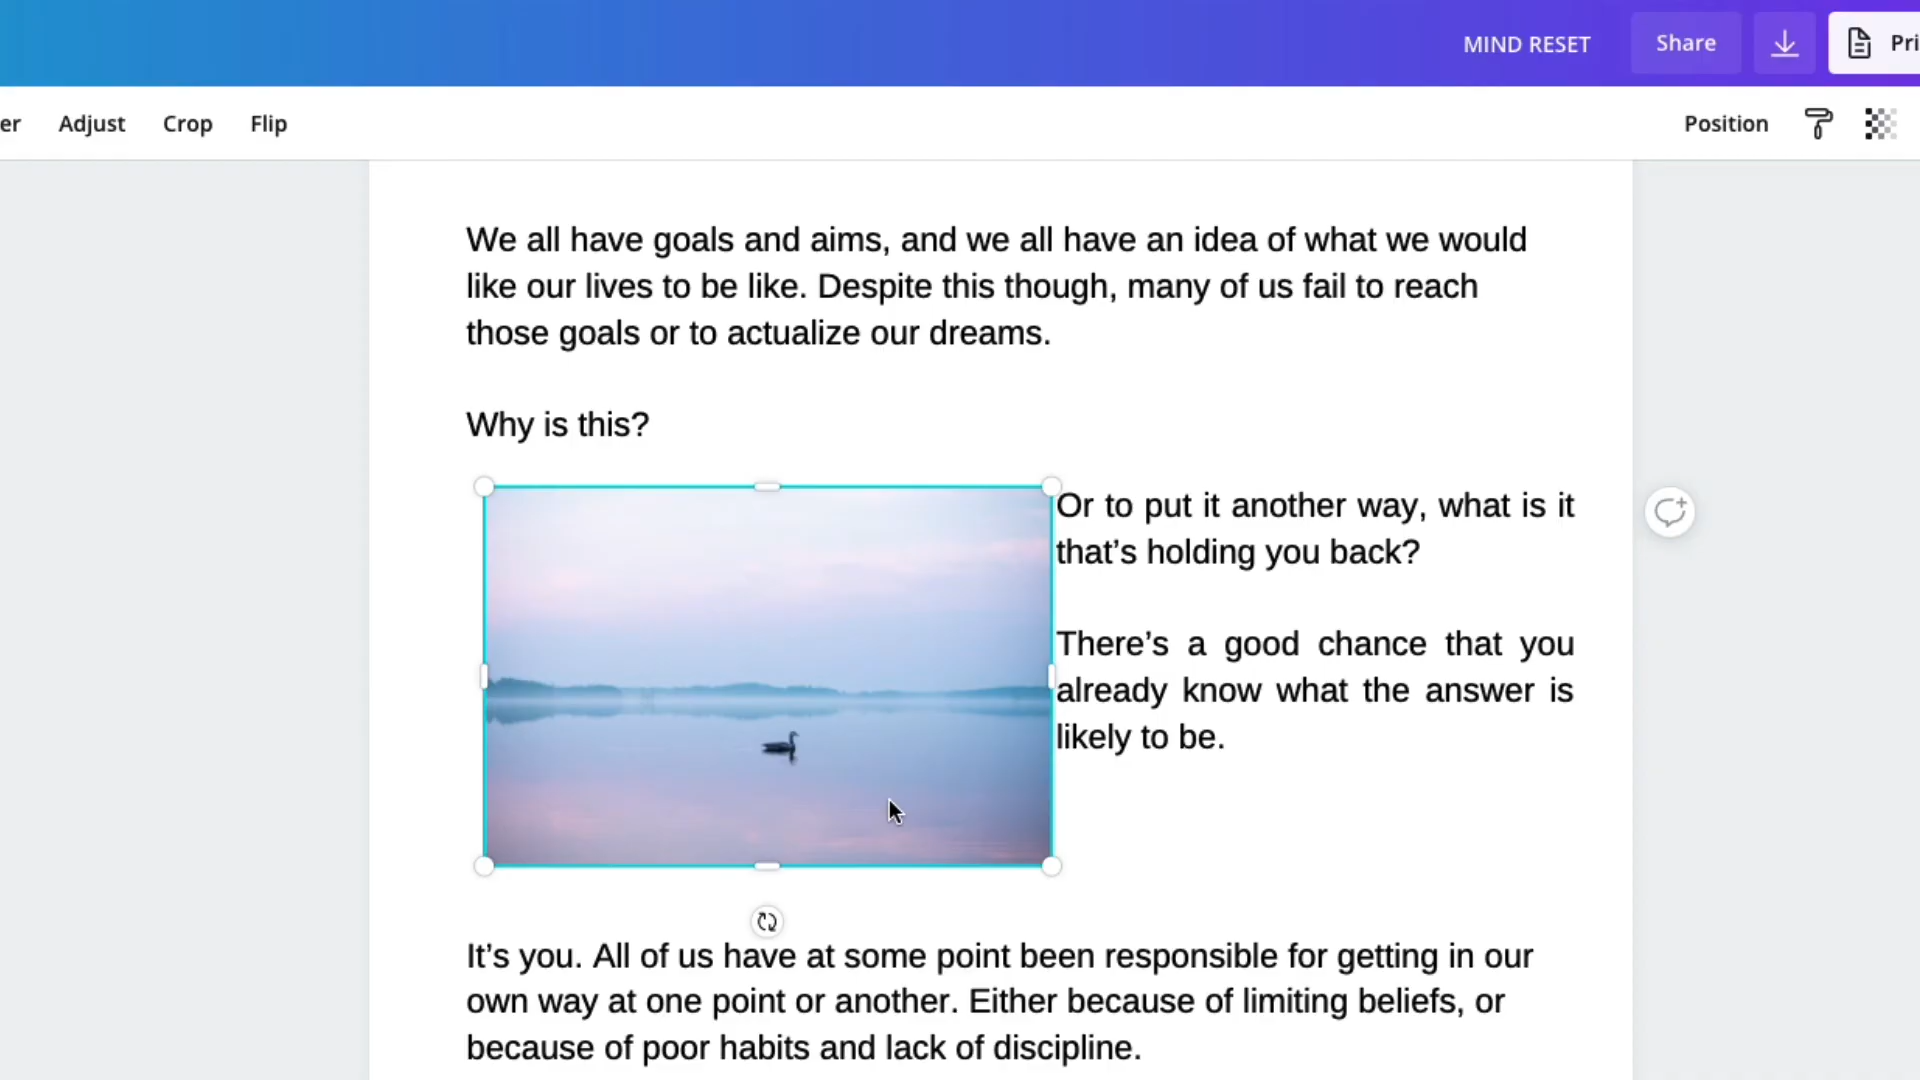 MIND RESET
Share
Pri
er
Adjust
Crop
Flip
Position
We all have goals and aims, and we all have an idea of what we would
like our lives to be like. Despite this though, many of us fail to reach
those goals or to actualize our dreams.
Why is this?
Or to put it another way, what is it
that’s holding you back?
There’s a good chance that you
already know what the answer is
likely to be.
It’s you. All of us have at some point been responsible for getting in our
own way at one point or another. Either because of limiting beliefs, or
because of poor habits and lack of discipline.